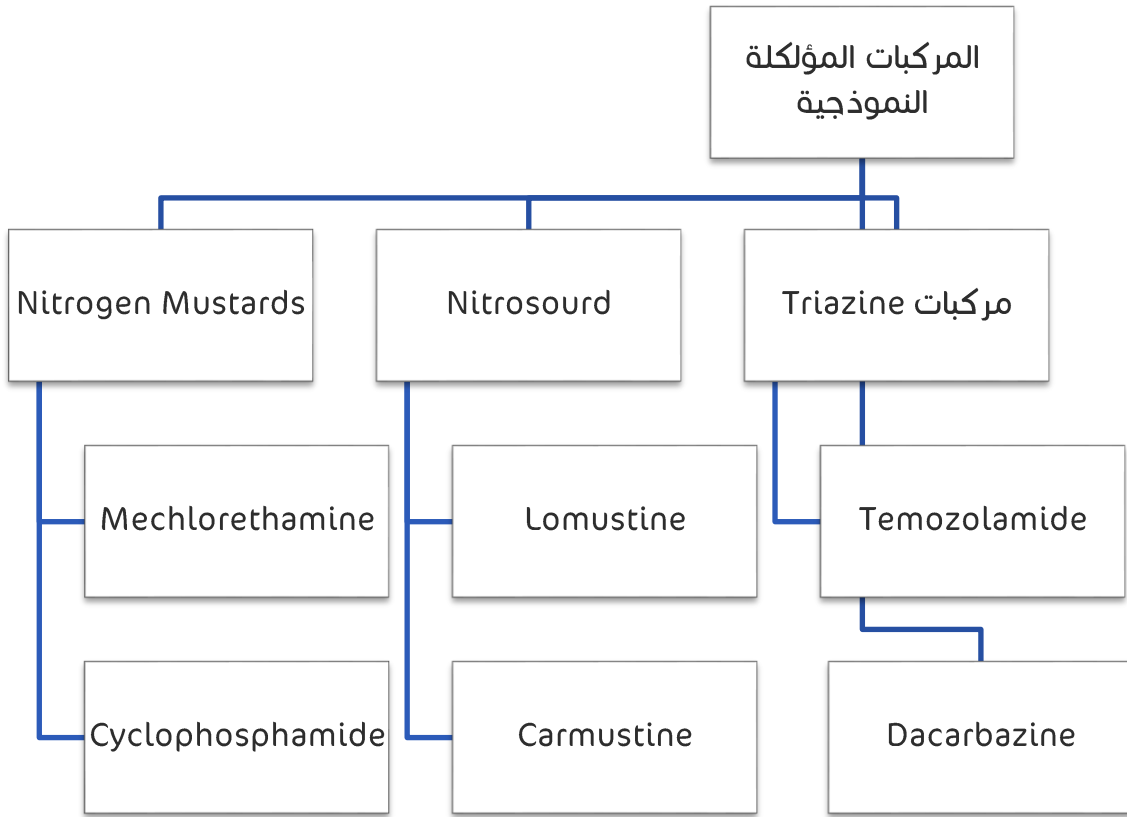 المركبات المؤلكلة
النموذجية
Nitrogen Mustards
Nitrosourd
مركبات Triazine
Mechlorethamine
Lomustine
Temozolamide
Cyclophosphamide
Carmustine
Dacarbazine